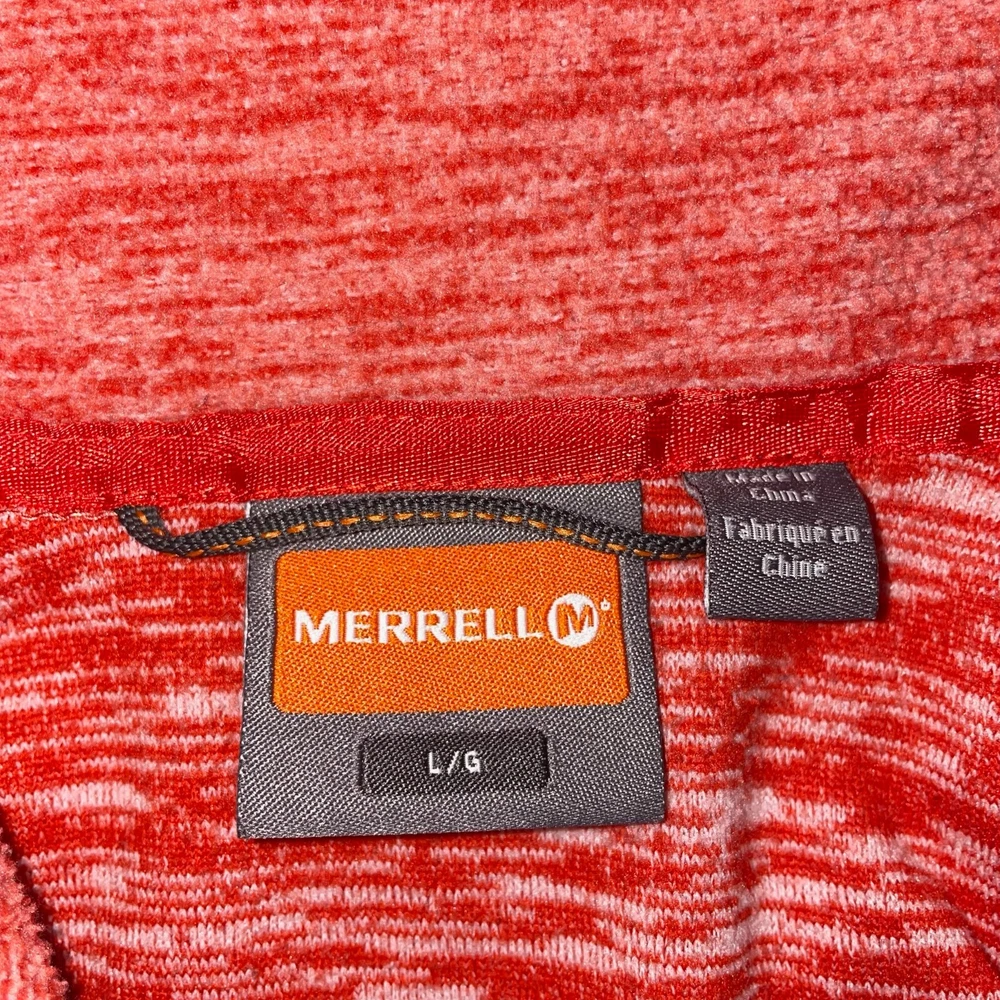 MERRELL M
L/G
Made in
China
Fabriqué en
Chine